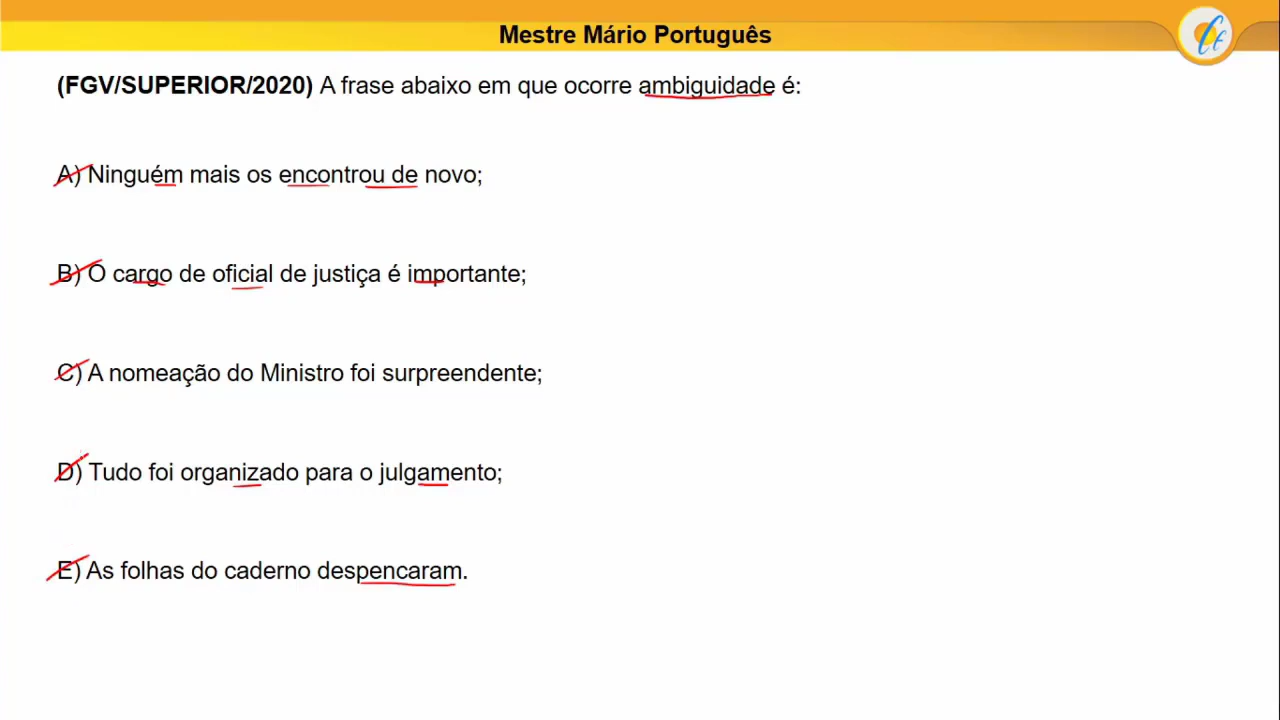 Mestre Mário Português
(FGV/SUPERIOR/2020) A frase abaixo em que ocorre ambiguidade é:
A) Ninguém mais os encontrou de novo;
B) O cargo de oficial de justiça é importante;
C) A nomeação do Ministro foi surpreendente;
D) Tudo foi organizado para o julgamento;
E) As folhas do caderno despencaram.